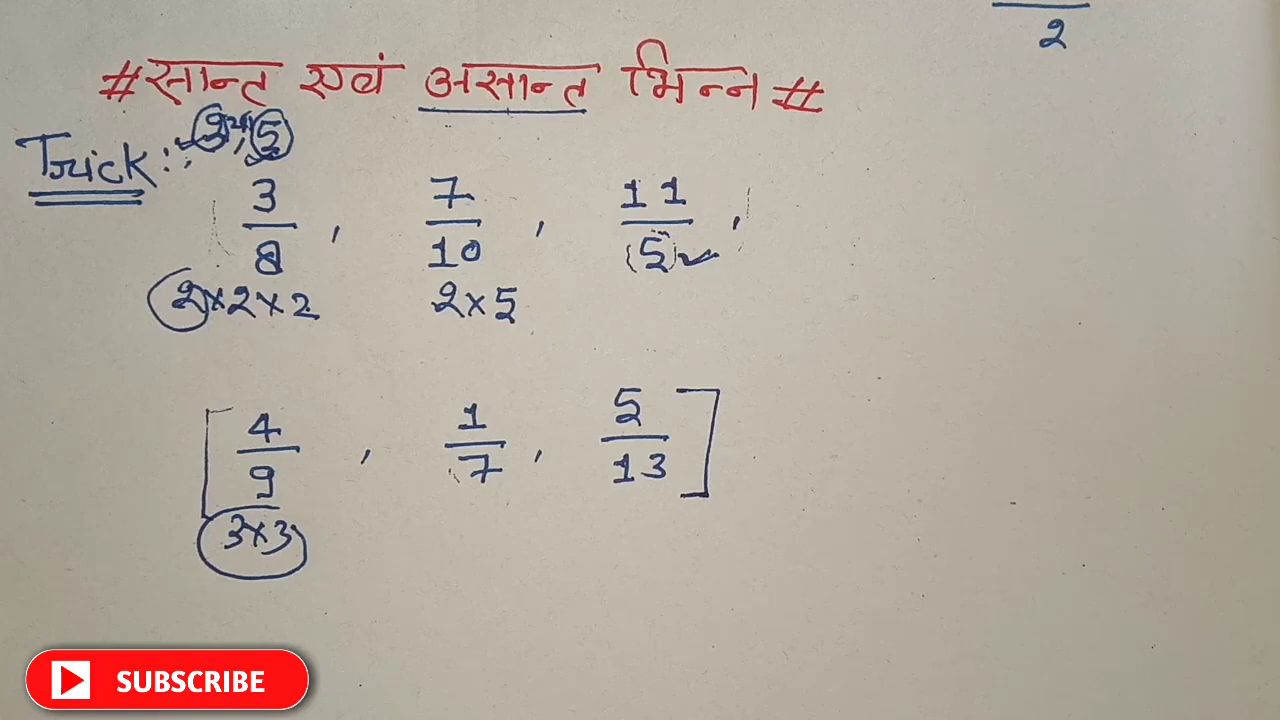 2
#सान्त एवं असान्त भिन्न#
Trick:- 2, 5
3/8, 7/10, 11/(5),
2×2×2 2×5
[4/9, 1/7, 5/13]
3×3
SUBSCRIBE